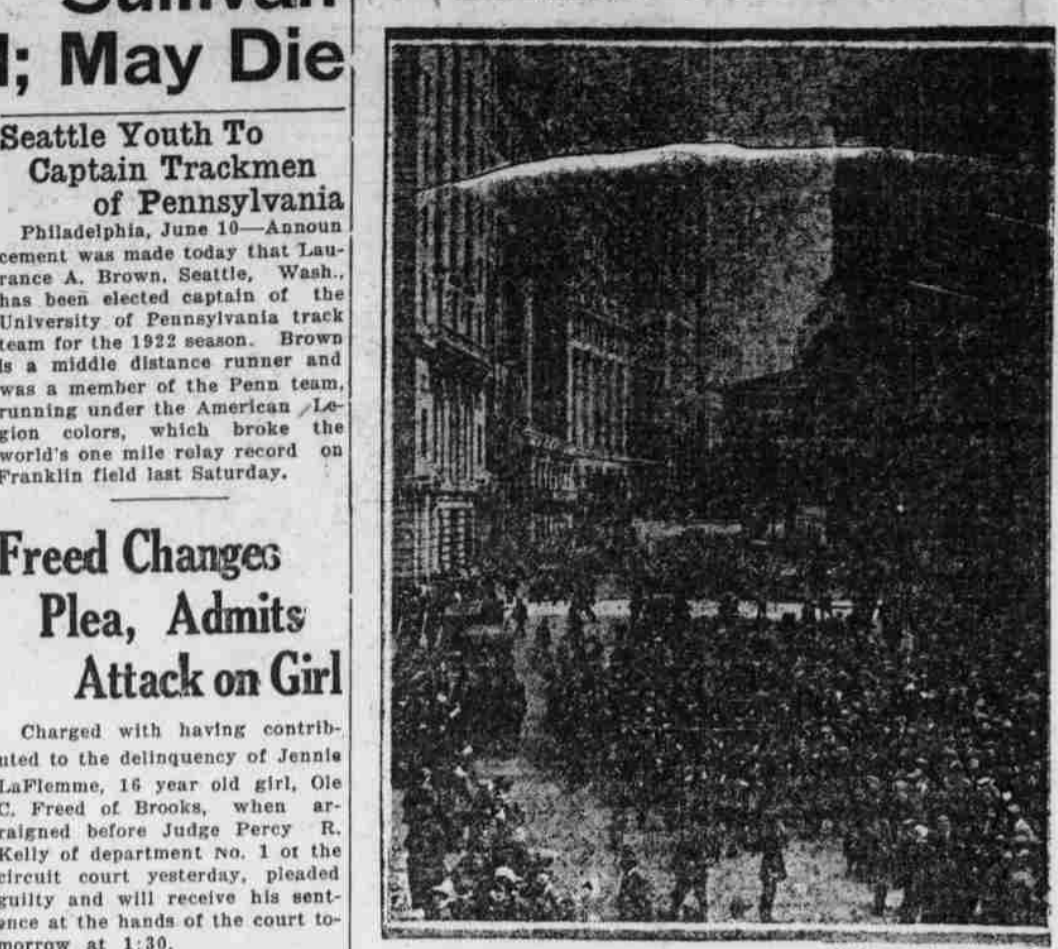 Sullivan
; May Die
Seattle Youth To
Captain Trackmen
of Pennsylvania
Philadelphia, June 10—Announ
cement was made today that Lau-
rance A. Brown, Seattle, Wash.,
has been elected captain of the
University of Pennsylvania track
team for the 1922 season. Brown
is a middle distance runner and
was a member of the Penn team,
running under the American Le-
gion colors, which broke the
world's one mile relay record on
Franklin field last Saturday.
Freed Changes
Plea, Admits
Attack on Girl
Charged with having contrib-
uted to the delinquency of Jennie
LaFlemme, 16 year old girl, Ole
C. Freed of Brooks, when ar-
raigned before Judge Percy R.
Kelly of department No. 1 of the
circuit court yesterday, pleaded
guilty and will receive his sent-
ence at the hands of the court to-
morrow at 1:30.